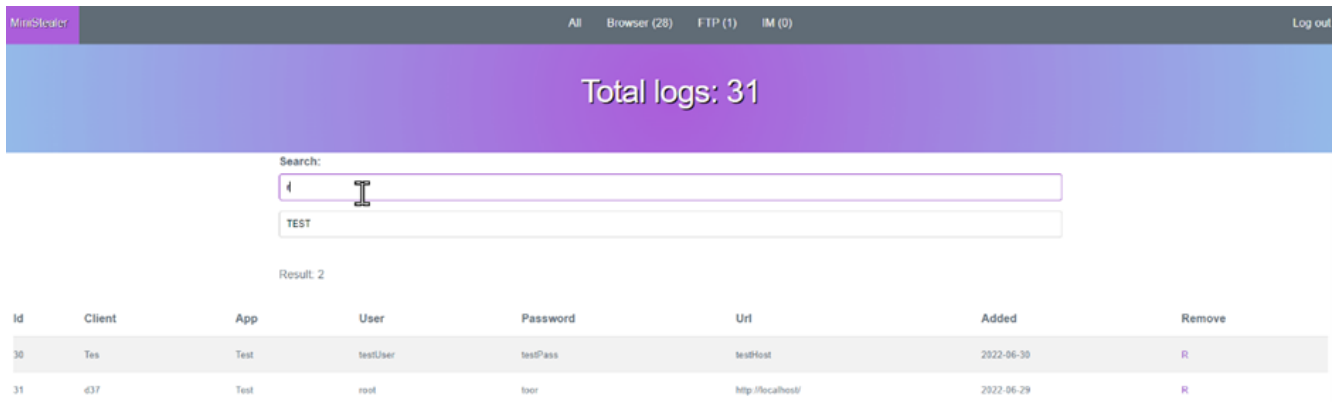 MiniStealer All Browser (28) FTP (1) IM (0) Log out
Total logs: 31
Search:
TEST
Result: 2
Id Client App User Password Url Added Remove
30 Tes Test testUser testPass testHost 2022-06-30 R
31 d37 Test root toor http://localhost/ 2022-06-29 R